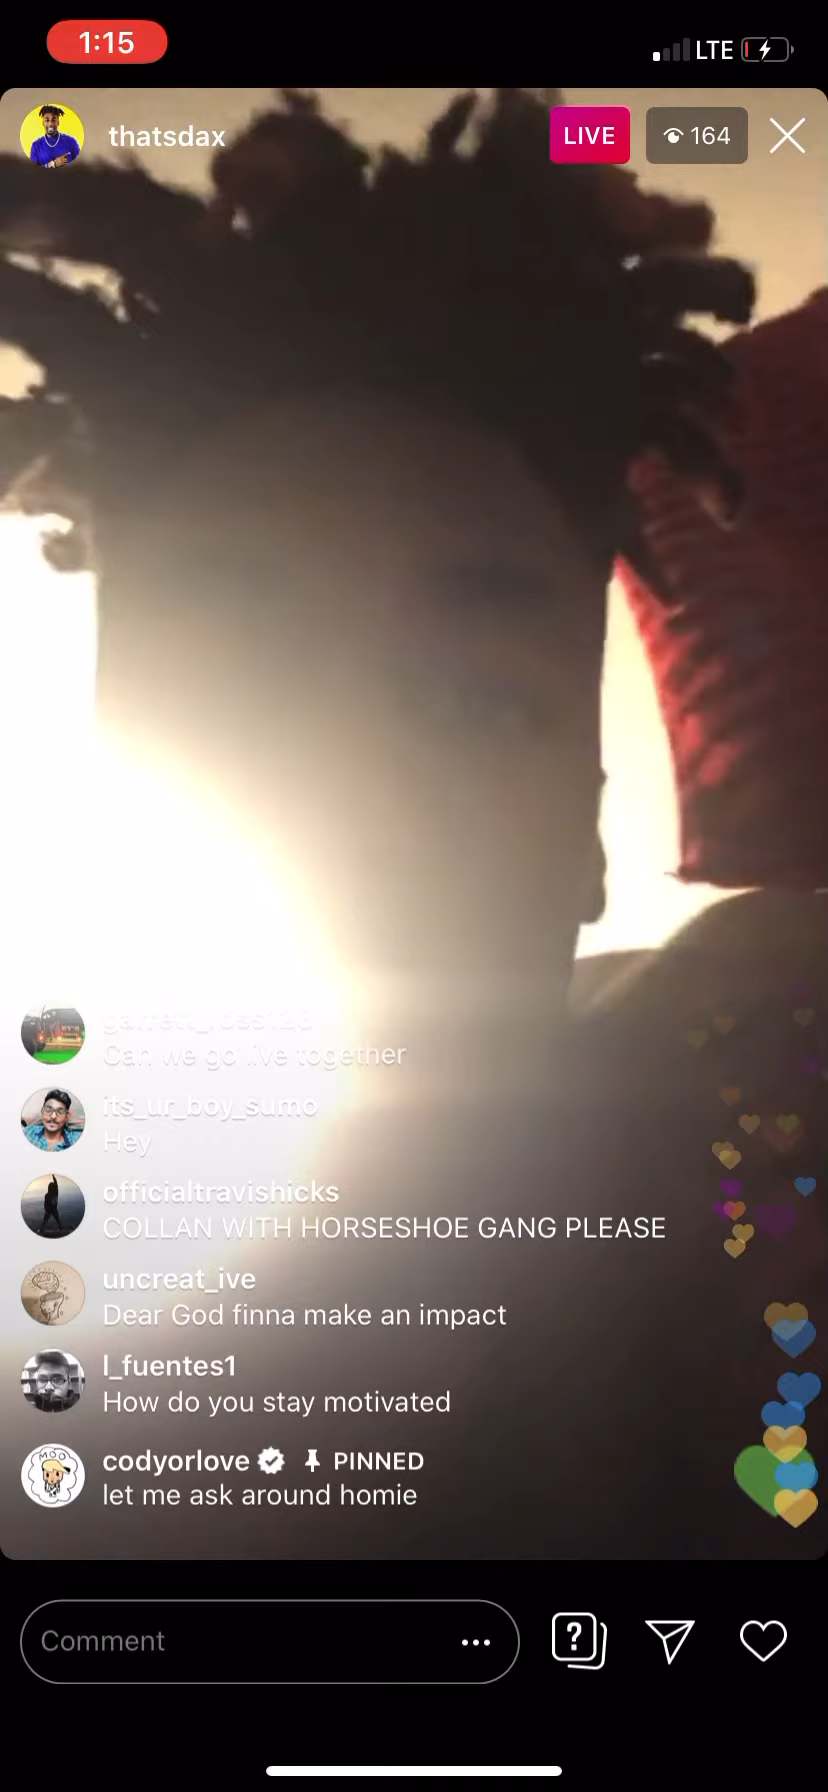 1:15
LTE
thatsdax
LIVE
164
Can we go live together
its_ur_boy_sumo
Hey
officialtravishicks
COLLAN WITH HORSESHOE GANG PLEASE
uncreat_ive
Dear God finna make an impact
l_fuentes1
How do you stay motivated
codyorlove PINNED
let me ask around homie
MOO
Comment